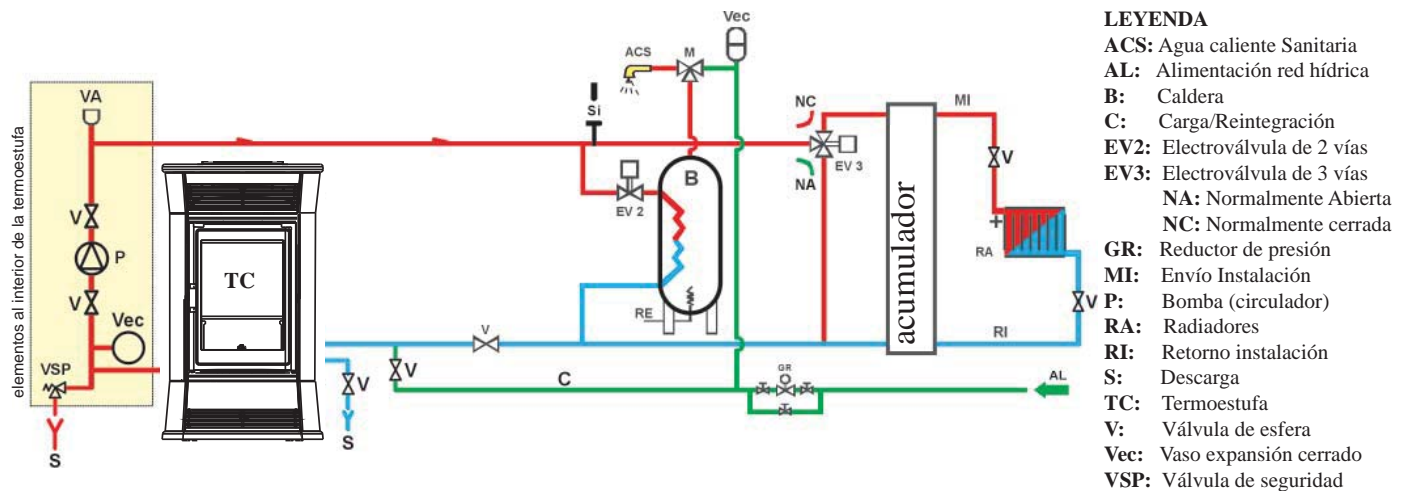 elementos al interior de la termoestufa
VA
V
P
V
Vec
VSP
S
TC
V
S
V
V
C
Si
ACS
M
Vec
EV 2
B
RE
NC
NA
EV 3
GR
AL
acumulador
MI
V
+
RA
V
RI
LEYENDA
ACS: Agua caliente Sanitaria
AL: Alimentación red hídrica
B: Caldera
C: Carga/Reintegración
EV2: Electroválvula de 2 vías
EV3: Electroválvula de 3 vías
NA: Normalmente Abierta
NC: Normalmente cerrada
GR: Reductor de presión
MI: Envío Instalación
P: Bomba (circulador)
RA: Radiadores
RI: Retorno instalación
S: Descarga
TC: Termoestufa
V: Válvula de esfera
Vec: Vaso expansión cerrado
VSP: Válvula de seguridad